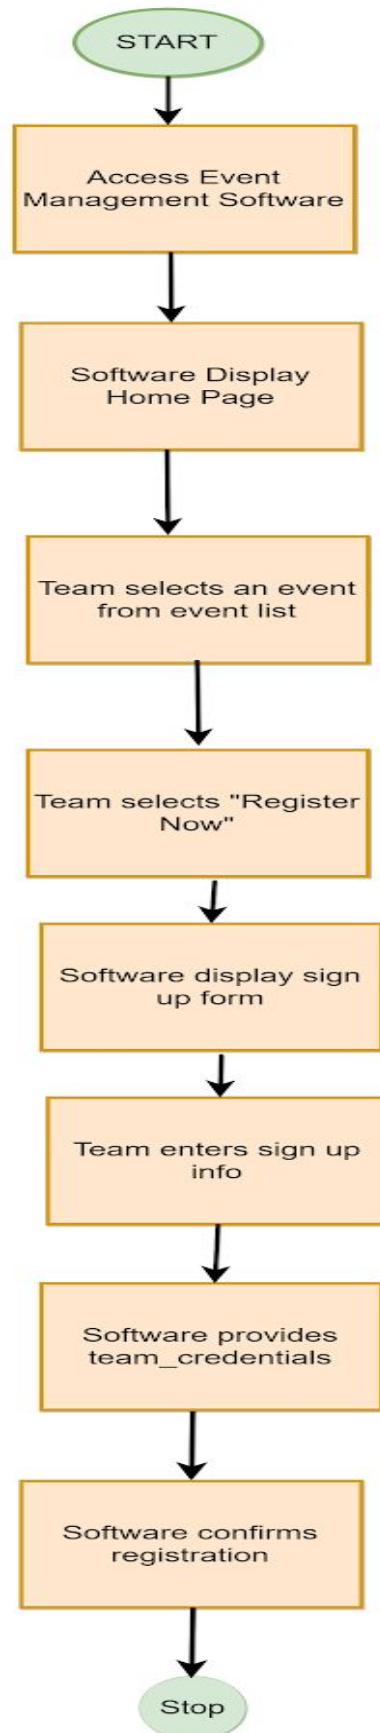 START
Access Event
Management Software
Software Display
Home Page
Team selects an event
from event list
Team selects "Register
Now"
Software display sign
up form
Team enters sign up
info
Software provides
team_credentials
Software confirms
registration
Stop